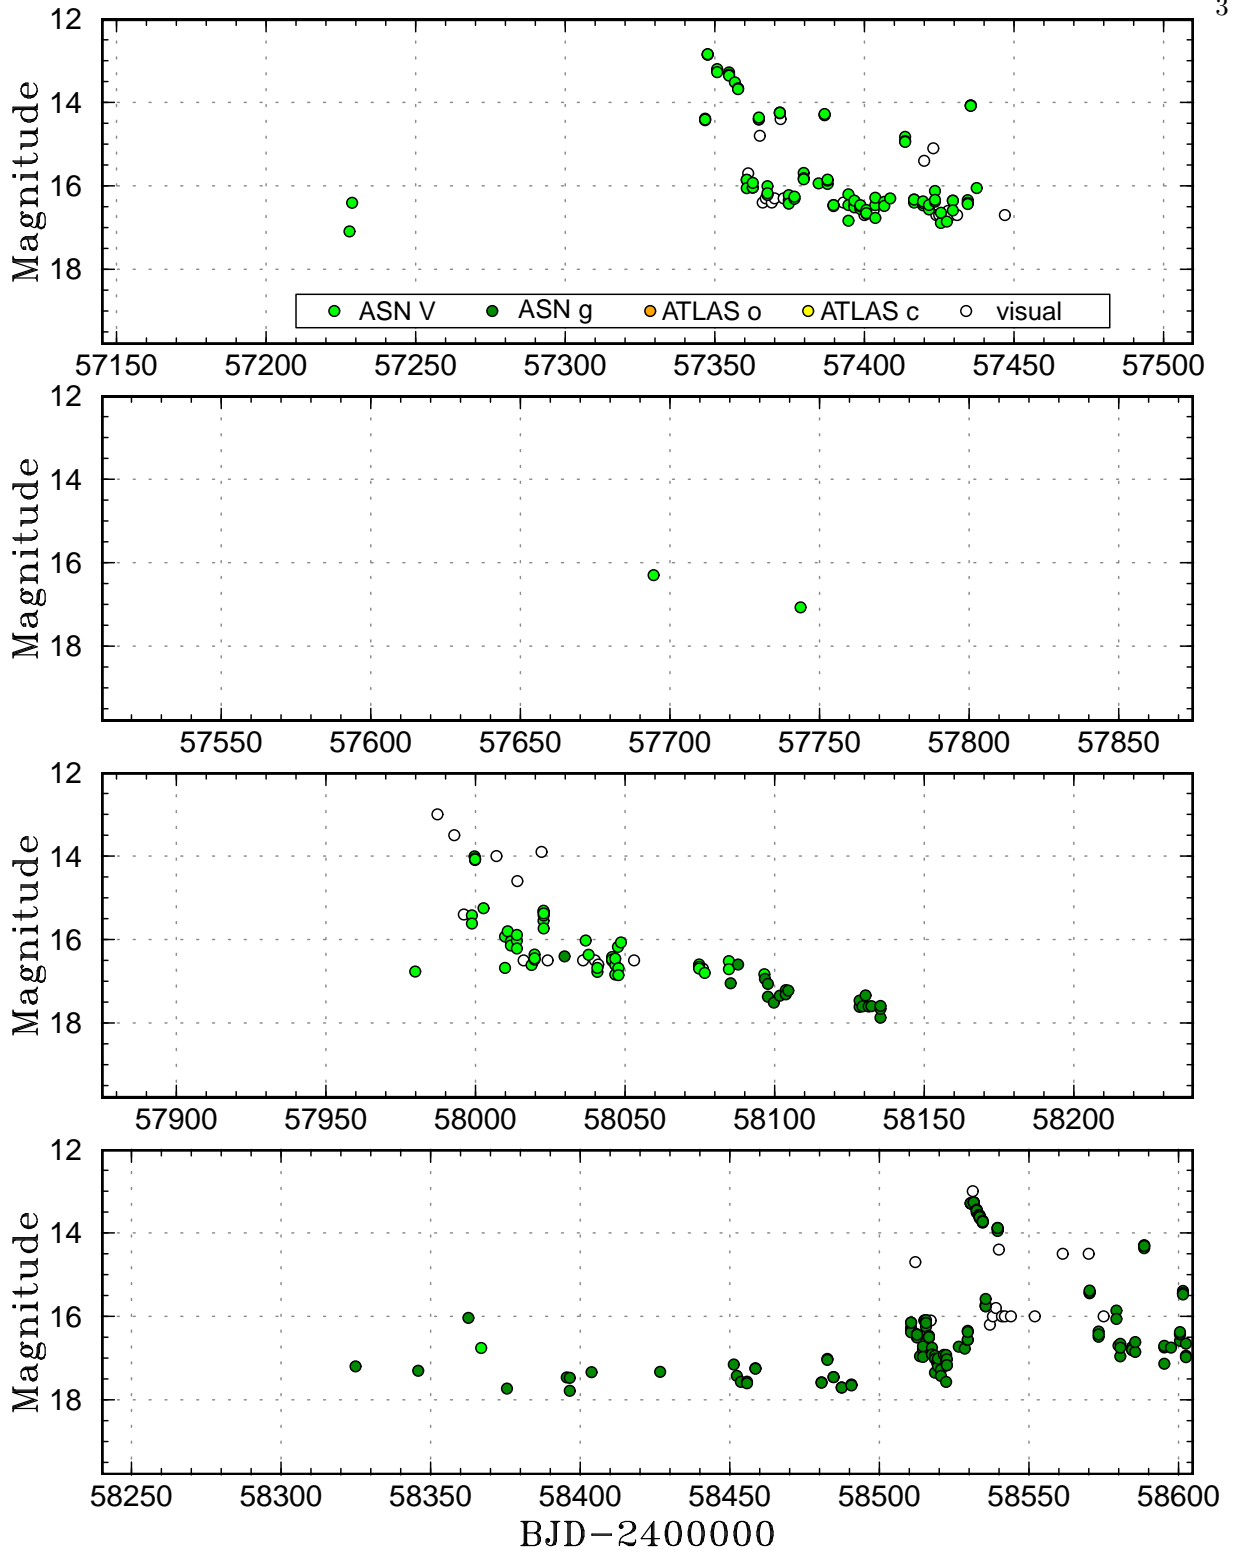 3
12
14
16
18
Magnitude
ASN V ASN g ATLAS o ATLAS c visual
57150 57200 57250 57300 57350 57400 57450 57500
12
14
16
18
Magnitude
57550 57600 57650 57700 57750 57800 57850
12
14
16
18
Magnitude
57900 57950 58000 58050 58100 58150 58200
12
14
16
18
Magnitude
58250 58300 58350 58400 58450 58500 58550 58600
BJD−2400000